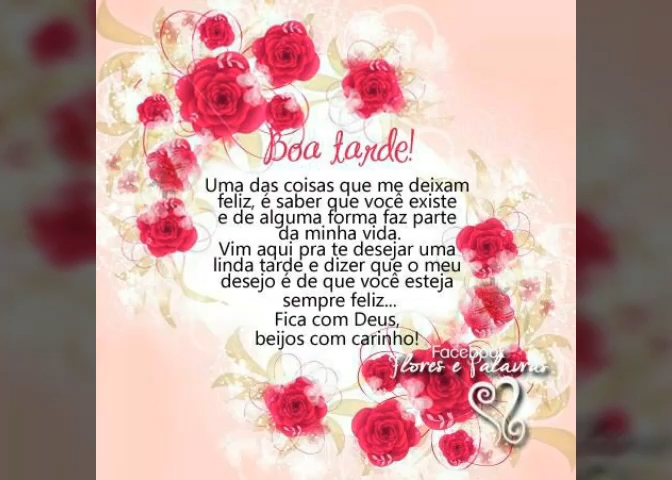 Boa tarde!
Uma das coisas que me deixam
feliz, é saber que você existe
e de alguma forma faz parte
da minha vida.
Vim aqui pra te desejar uma
linda tarde e dizer que o meu
desejo é de que você esteja
sempre feliz...
Fica com Deus,
beijos com carinho!
Facebook
Flores e Palavras